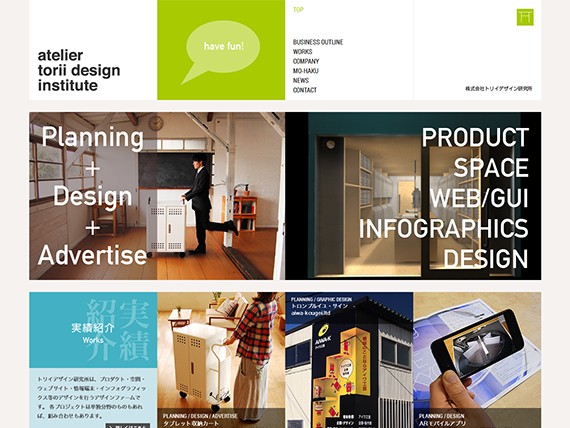 atelier
torii design
institute
have fun!
TOP
BUSINESS OUTLINE
WORKS
COMPANY
MO-HAKU
NEWS
CONTACT
株式会社トリイデザイン研究所
Planning
+
Design
+
Advertise
PRODUCT
SPACE
WEB/GUI
INFOGRAPHICS
DESIGN
実績紹介
実績紹介
Works
トリイデザイン研究所は、プロダクト・空間・
ウェブサイト・情報端末・インフォグラフィッ
クス等のデザインを行うデザインファームで
す。 各プロジェクトは単独分野のものもあれ
ば、組み合わせもあります。
PLANNING / DESIGN / ADVERTISE
タブレット収納カート
PLANNING / GRAPHIC DESIGN
トロンプルイユ・サイン
aiwa-kougoltd
AIWA-K
PLANNING / DESIGN
ARモバイルアプリ